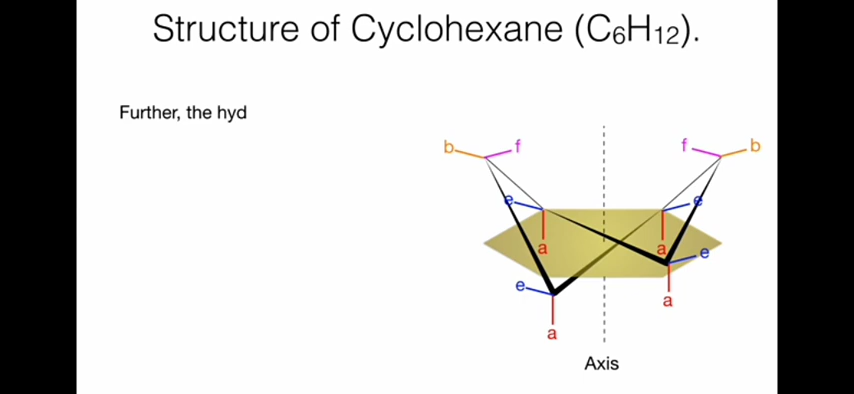 Structure of Cyclohexane (C₆H₁₂).
Further, the hyd
b f f b
e e
a a e
e a
a
Axis